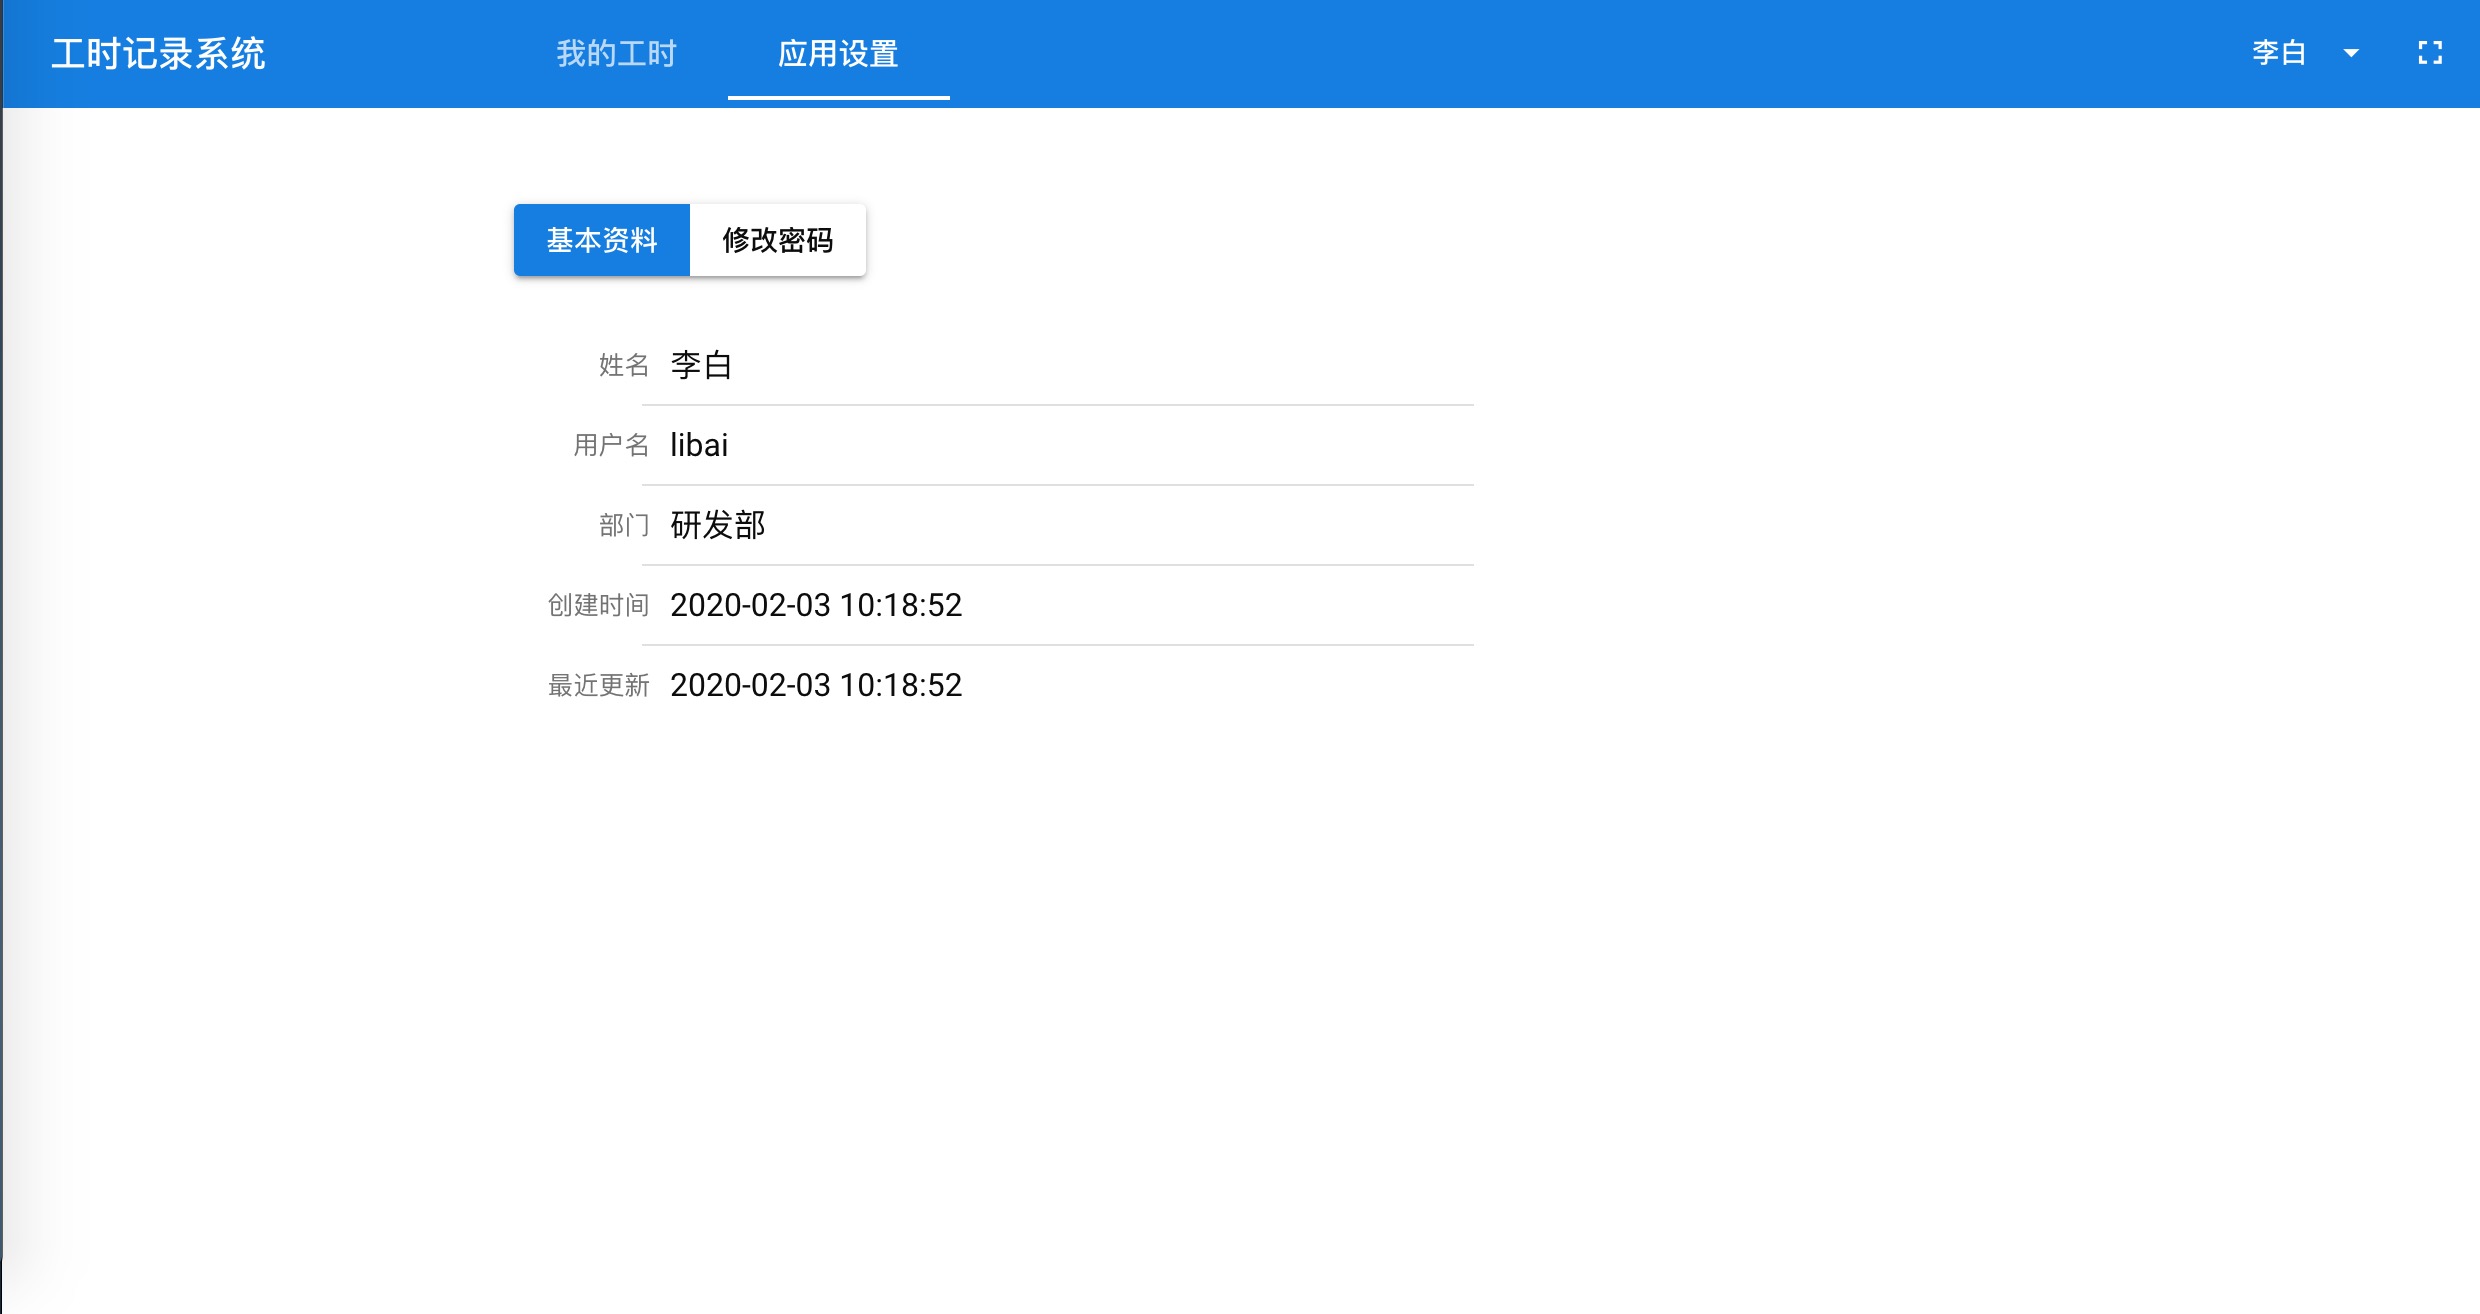 工时记录系统 我的工时 应用设置 李白
基本资料 修改密码
姓名 李白
用户名 libai
部门 研发部
创建时间 2020-02-03 10:18:52
最近更新 2020-02-03 10:18:52